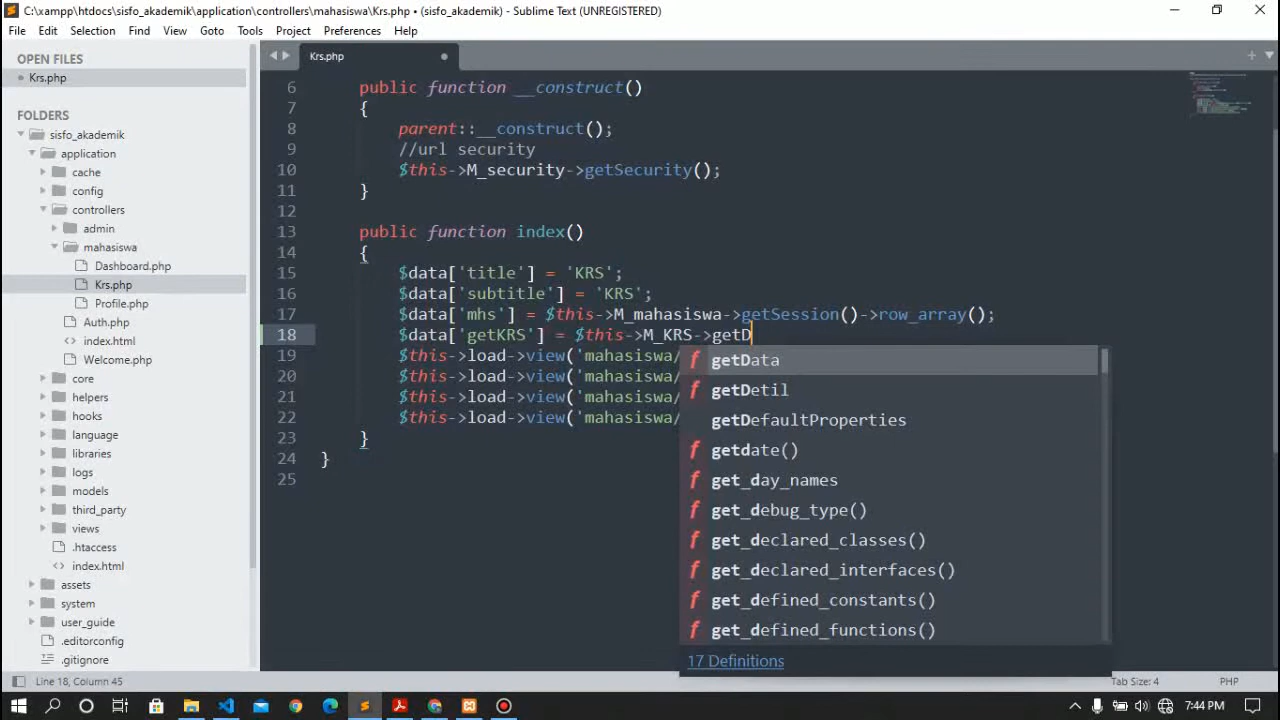 C:\xampp\htdocs\sisfo_akademik\application\controllers\mahasiswa\Krs.php • (sisfo_akademik) - Sublime Text (UNREGISTERED)
File Edit Selection Find View Goto Tools Project Preferences Help
OPEN FILES
Krs.php
FOLDERS
sisfo_akademik
application
cache
config
controllers
admin
mahasiswa
Dashboard.php
Krs.php
Profile.php
Auth.php
index.html
Welcome.php
core
helpers
hooks
language
libraries
logs
models
third_party
views
.htaccess
index.html
assets
system
user_guide
.editorconfig
.gitignore
Krs.php
6 public function __construct()
7 {
8 parent::__construct();
9 //url security
10 $this->M_security->getSecurity();
11 }
12
13 public function index()
14 {
15 $data['title'] = 'KRS';
16 $data['subtitle'] = 'KRS';
17 $data['mhs'] = $this->M_mahasiswa->getSession()->row_array();
18 $data['getKRS'] = $this->M_KRS->getD
19 $this->load->view('mahasiswa/
20 $this->load->view('mahasiswa/
21 $this->load->view('mahasiswa/
22 $this->load->view('mahasiswa/
23 }
24 }
25
f getData
f getDetil
getDefaultProperties
f getdate()
f get_day_names
f get_debug_type()
f get_declared_classes()
f get_declared_interfaces()
f get_defined_constants()
f get_defined_functions()
17 Definitions
Line 18, Column 45
Tab Size: 4
PHP
7:44 PM